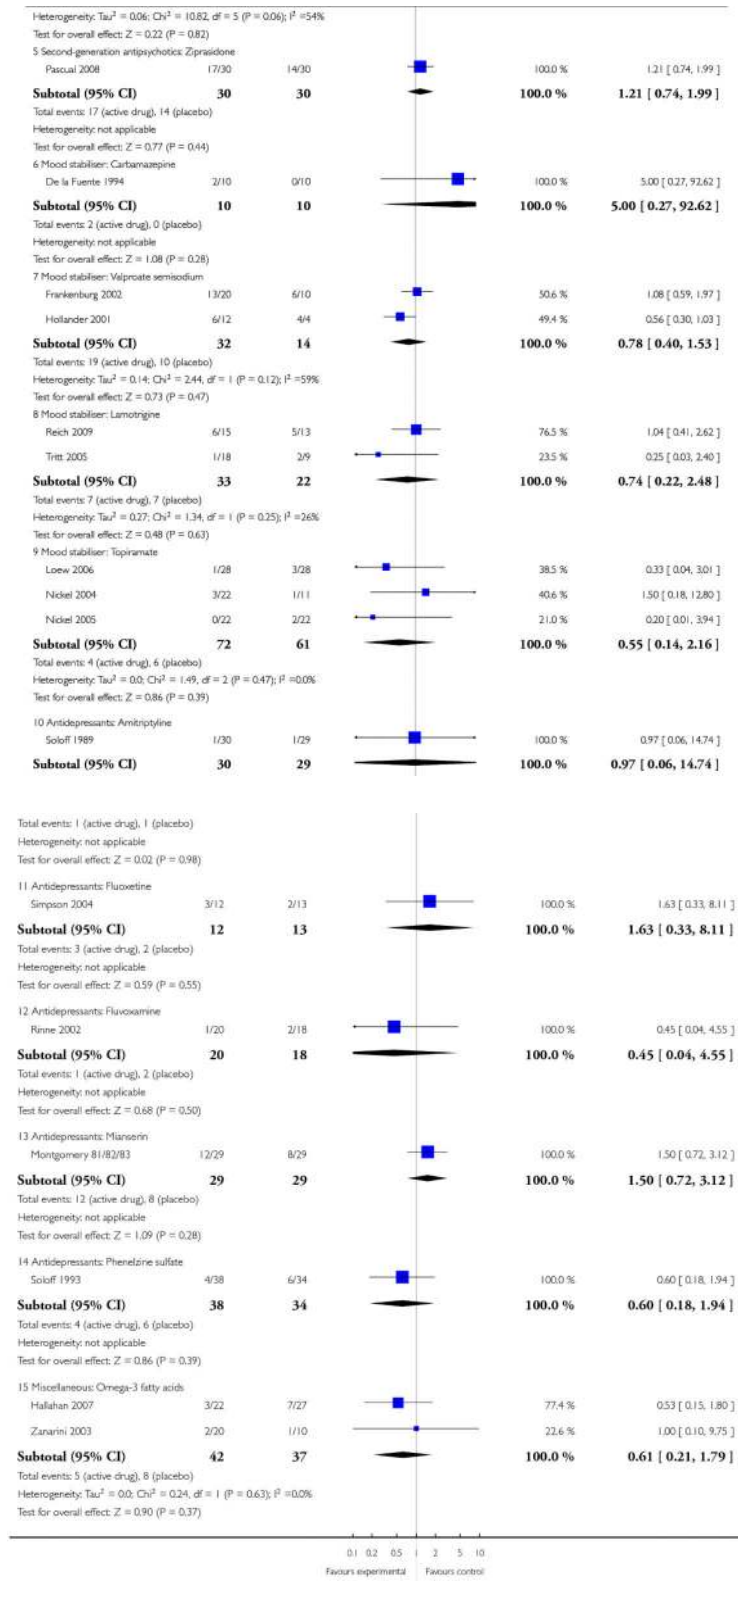 Heterogeneity: Tau² = 0.06; Chi² = 10.82, df = 5 (P = 0.06); I² =54%
Test for overall effect: Z = 0.22 (P = 0.82)
5 Second-generation antipsychotics: Ziprasidone
Pascual 2008 17/30 14/30 100.0 % 1.21 [ 0.74, 1.99 ]
Subtotal (95% CI) 30 30 100.0 % 1.21 [ 0.74, 1.99 ]
Total events: 17 (active drug), 14 (placebo)
Heterogeneity: not applicable
Test for overall effect: Z = 0.77 (P = 0.44)
6 Mood stabiliser: Carbamazepine
De la Fuente 1994 2/10 0/10 100.0 % 5.00 [ 0.27, 92.62 ]
Subtotal (95% CI) 10 10 100.0 % 5.00 [ 0.27, 92.62 ]
Total events: 2 (active drug), 0 (placebo)
Heterogeneity: not applicable
Test for overall effect: Z = 1.08 (P = 0.28)
7 Mood stabiliser: Valproate semisodium
Frankenburg 2002 13/20 6/10 50.6 % 1.08 [ 0.59, 1.97 ]
Hollander 2001 6/12 4/4 49.4 % 0.56 [ 0.30, 1.03 ]
Subtotal (95% CI) 32 14 100.0 % 0.78 [ 0.40, 1.53 ]
Total events: 19 (active drug), 10 (placebo)
Heterogeneity: Tau² = 0.14; Chi² = 2.44, df = 1 (P = 0.12); I² =59%
Test for overall effect: Z = 0.73 (P = 0.47)
8 Mood stabiliser: Lamotrigine
Reich 2009 6/15 5/13 76.5 % 1.04 [ 0.41, 2.62 ]
Tritt 2005 1/18 2/9 23.5 % 0.25 [ 0.03, 2.40 ]
Subtotal (95% CI) 33 22 100.0 % 0.74 [ 0.22, 2.48 ]
Total events: 7 (active drug), 7 (placebo)
Heterogeneity: Tau² = 0.27; Chi² = 1.34, df = 1 (P = 0.25); I² =26%
Test for overall effect: Z = 0.48 (P = 0.63)
9 Mood stabiliser: Topiramate
Loew 2006 1/28 3/28 38.5 % 0.33 [ 0.04, 3.01 ]
Nickel 2004 3/22 1/11 40.6 % 1.50 [ 0.18, 12.80 ]
Nickel 2005 0/22 2/22 21.0 % 0.20 [ 0.01, 3.94 ]
Subtotal (95% CI) 72 61 100.0 % 0.55 [ 0.14, 2.16 ]
Total events: 4 (active drug), 6 (placebo)
Heterogeneity: Tau² = 0.0; Chi² = 1.49, df = 2 (P = 0.47); I² =0.0%
Test for overall effect: Z = 0.86 (P = 0.39)
10 Antidepressants: Amitriptyline
Soloff 1989 1/30 1/29 100.0 % 0.97 [ 0.06, 14.74 ]
Subtotal (95% CI) 30 29 100.0 % 0.97 [ 0.06, 14.74 ]
Total events: 1 (active drug), 1 (placebo)
Heterogeneity: not applicable
Test for overall effect: Z = 0.02 (P = 0.98)
11 Antidepressants: Fluoxetine
Simpson 2004 3/12 2/13 100.0 % 1.63 [ 0.33, 8.11 ]
Subtotal (95% CI) 12 13 100.0 % 1.63 [ 0.33, 8.11 ]
Total events: 3 (active drug), 2 (placebo)
Heterogeneity: not applicable
Test for overall effect: Z = 0.59 (P = 0.55)
12 Antidepressants: Fluvoxamine
Rinne 2002 1/20 2/18 100.0 % 0.45 [ 0.04, 4.55 ]
Subtotal (95% CI) 20 18 100.0 % 0.45 [ 0.04, 4.55 ]
Total events: 1 (active drug), 2 (placebo)
Heterogeneity: not applicable
Test for overall effect: Z = 0.68 (P = 0.50)
13 Antidepressants: Mianserin
Montgomery 81/82/83 12/29 8/29 100.0 % 1.50 [ 0.72, 3.12 ]
Subtotal (95% CI) 29 29 100.0 % 1.50 [ 0.72, 3.12 ]
Total events: 12 (active drug), 8 (placebo)
Heterogeneity: not applicable
Test for overall effect: Z = 1.09 (P = 0.28)
14 Antidepressants: Phenelzine sulfate
Soloff 1993 4/38 6/34 100.0 % 0.60 [ 0.18, 1.94 ]
Subtotal (95% CI) 38 34 100.0 % 0.60 [ 0.18, 1.94 ]
Total events: 4 (active drug), 6 (placebo)
Heterogeneity: not applicable
Test for overall effect: Z = 0.86 (P = 0.39)
15 Miscellaneous: Omega-3 fatty acids
Hallahan 2007 3/22 7/27 77.4 % 0.53 [ 0.15, 1.80 ]
Zanarini 2003 2/20 1/10 22.6 % 1.00 [ 0.10, 9.75 ]
Subtotal (95% CI) 42 37 100.0 % 0.61 [ 0.21, 1.79 ]
Total events: 5 (active drug), 8 (placebo)
Heterogeneity: Tau² = 0.0; Chi² = 0.24, df = 1 (P = 0.63); I² =0.0%
Test for overall effect: Z = 0.90 (P = 0.37)
0.1 0.2 0.5 1 2 5 10
Favours experimental Favours control